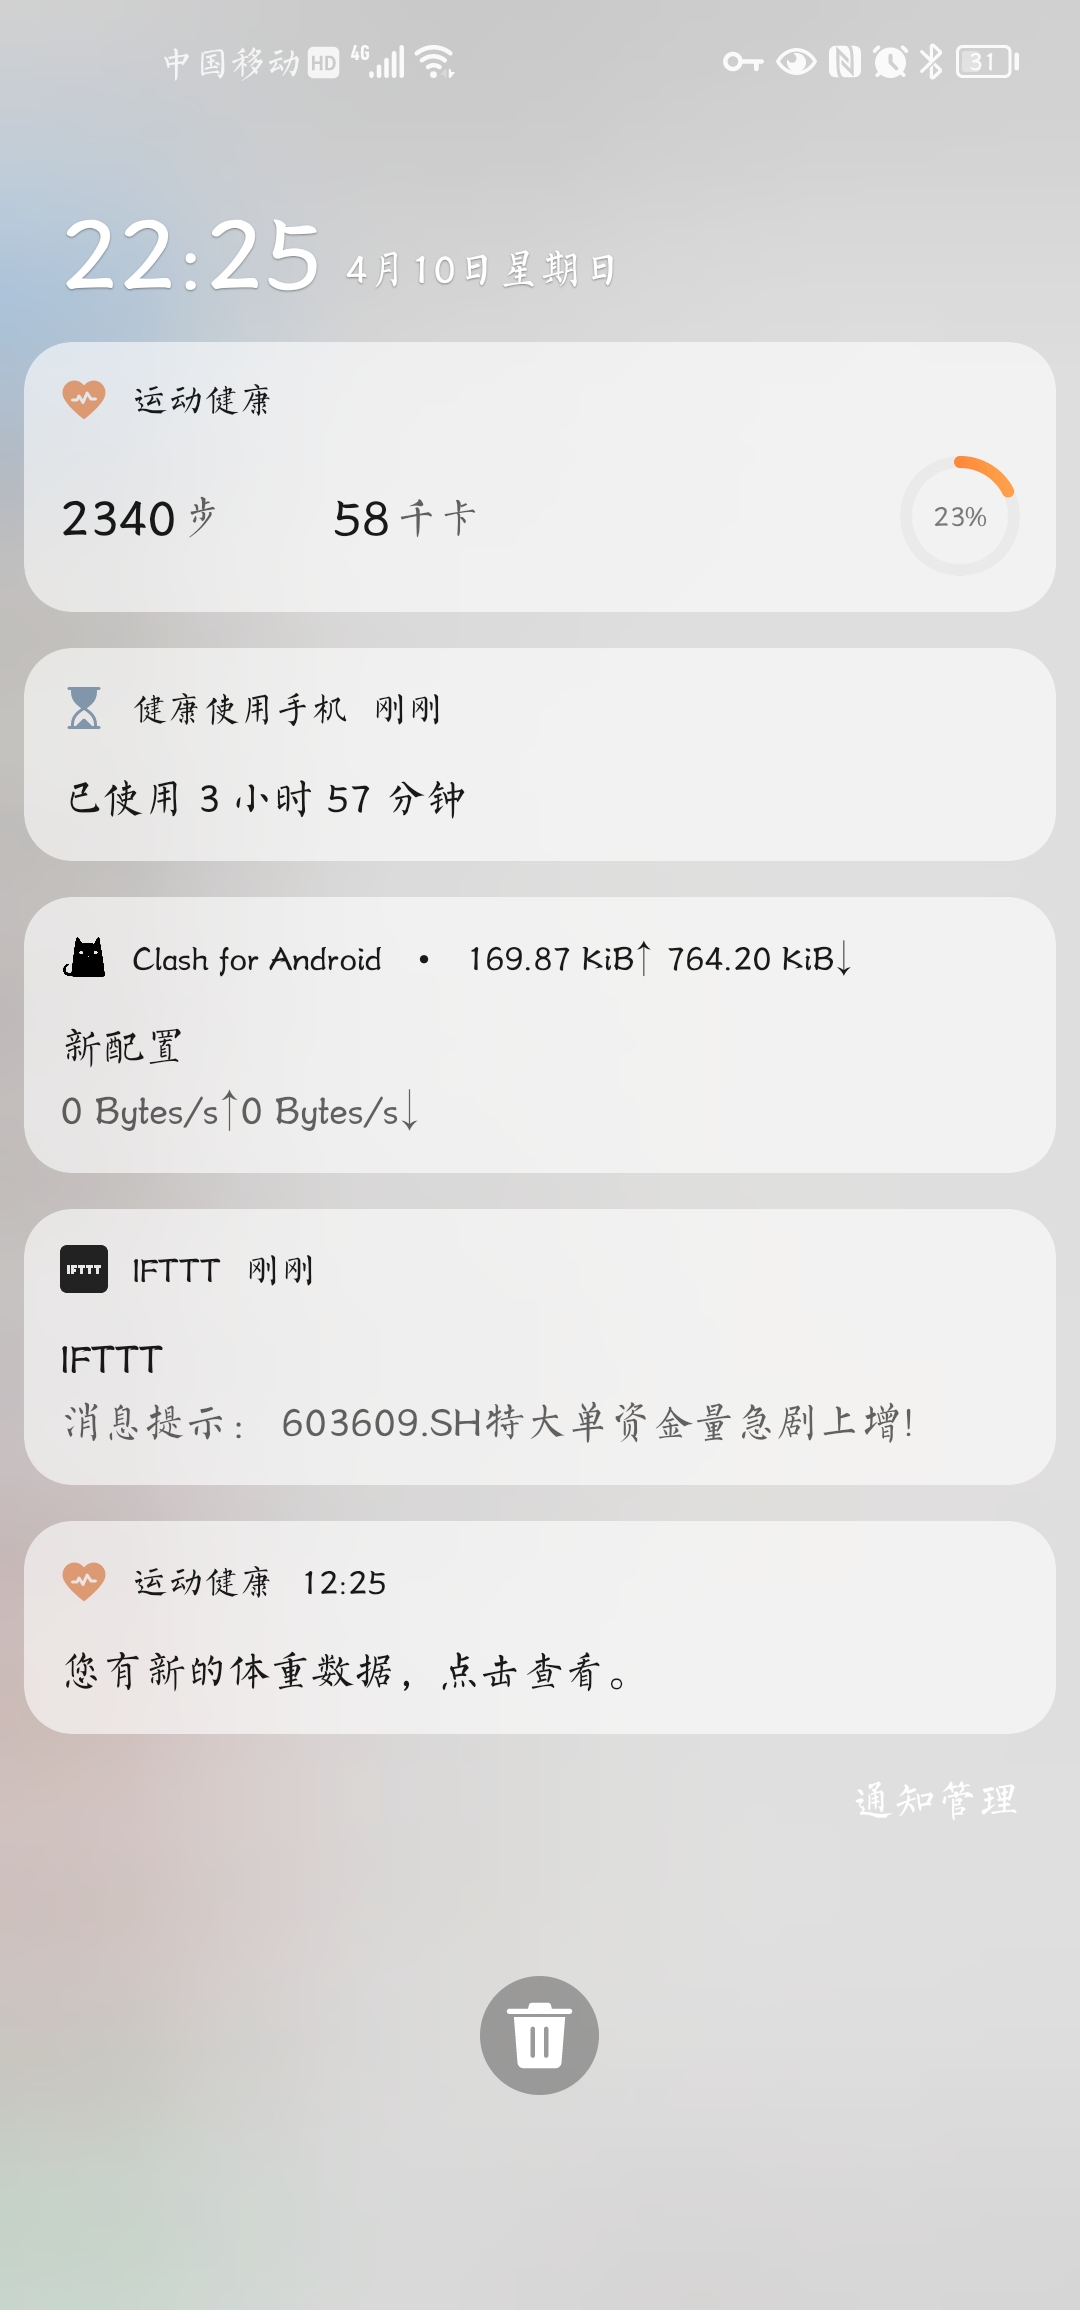 中国移动 HD 4G 31
22:25 4月10日星期日
运动健康
2340 步 58 千卡 23%
健康使用手机 刚刚
已使用 3 小时 57 分钟
Clash for Android • 169.87 KiB↑ 764.20 KiB↓
新配置
0 Bytes/s↑0 Bytes/s↓
IFTTT IFTTT 刚刚
IFTTT
消息提示： 603609.SH特大单资金量急剧上增!
运动健康 12:25
您有新的体重数据，点击查看。
通知管理